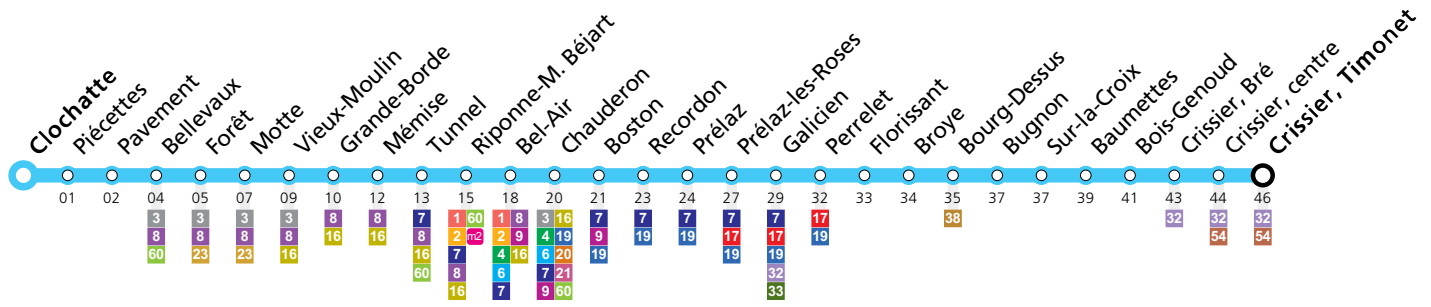 Clochatte
Piécettes
Pavement
Bellevaux
Forêt
Motte
Vieux-Moulin
Grande-Borde
Mémise
Tunnel
Riponne-M. Béjart
Bel-Air
Chauderon
Boston
Recordon
Prélaz
Prélaz-les-Roses
Galicien
Perrelet
Florissant
Broye
Bourg-Dessus
Bugnon
Sur-la-Croix
Baumettes
Bois-Genoud
Crissier, Bré
Crissier, centre
Crissier, Timonet
01 02 04 05 07 09 10 12 13 15 18 20 21 23 24 27 29 32 33 34 35 37 37 39 41 43 44 46
3 3 3 3 8 8 7 1 60 1 8 3 16 7 7 7 7 7 17 38 32 32 32
8 8 8 8 16 16 8 2 m2 2 9 4 19 9 19 19 17 17 19 54 54
60 23 23 16 16 7 4 16 6 20 19 19 19
60 8 6 7 21 32
16 7 9 60 33